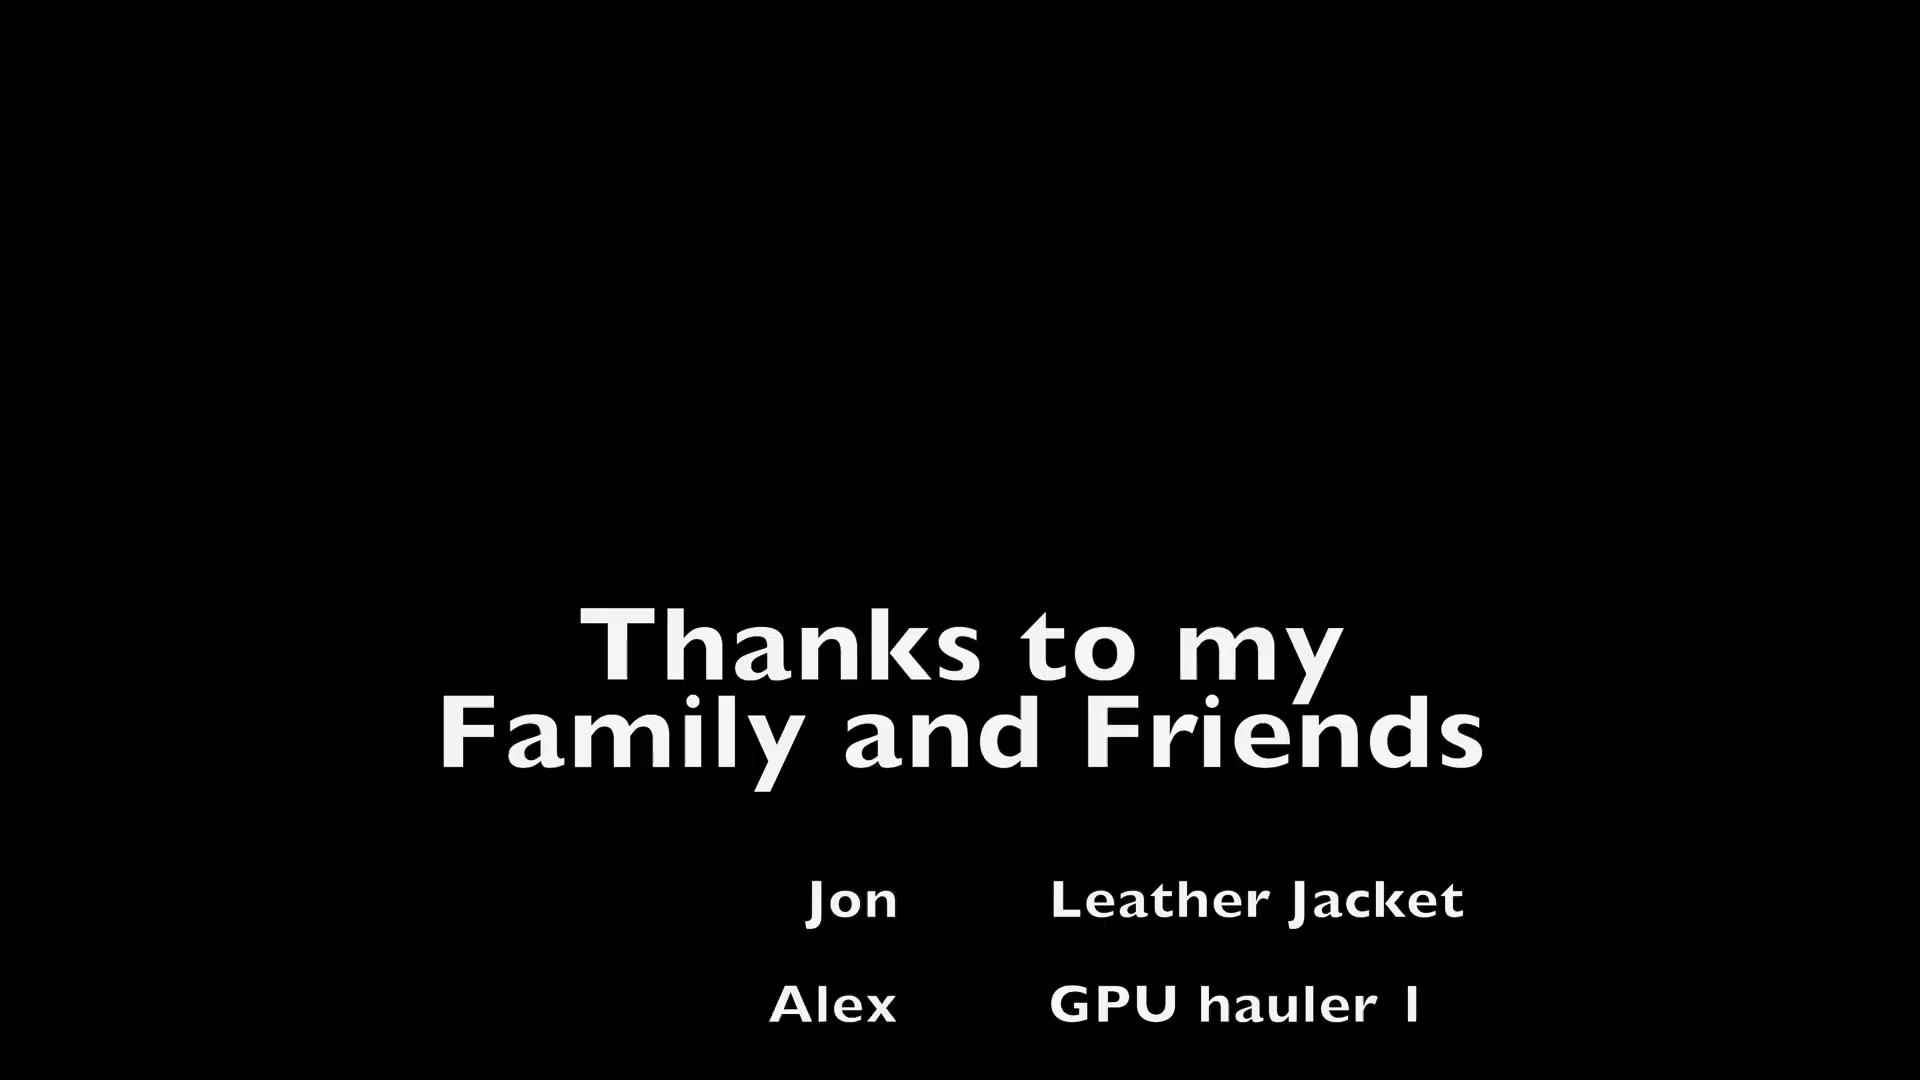 Thanks to my
Family and Friends
Jon Leather Jacket
Alex GPU hauler 1